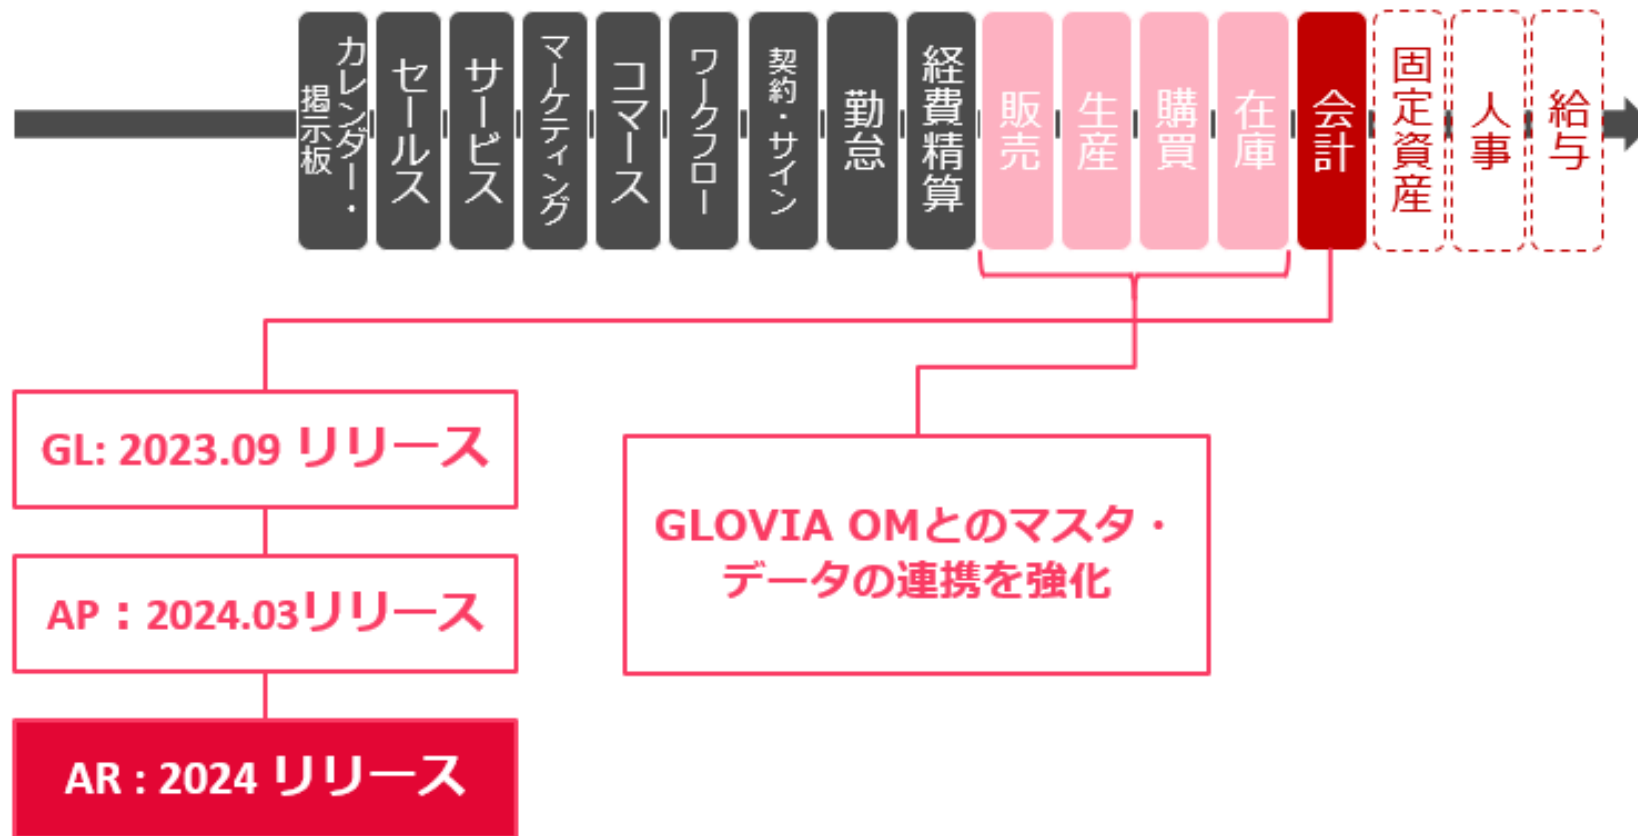 カレンダー・
掲示板
セールス
サービス
マーケティング
コマース
ワークフロー
契約・サイン
勤怠
経費精算
販売
生産
購買
在庫
会計
固定資産
人事
給与
GL: 2023.09 リリース
AP：2024.03リリース
AR : 2024 リリース
GLOVIA OMとのマスタ・
データの連携を強化